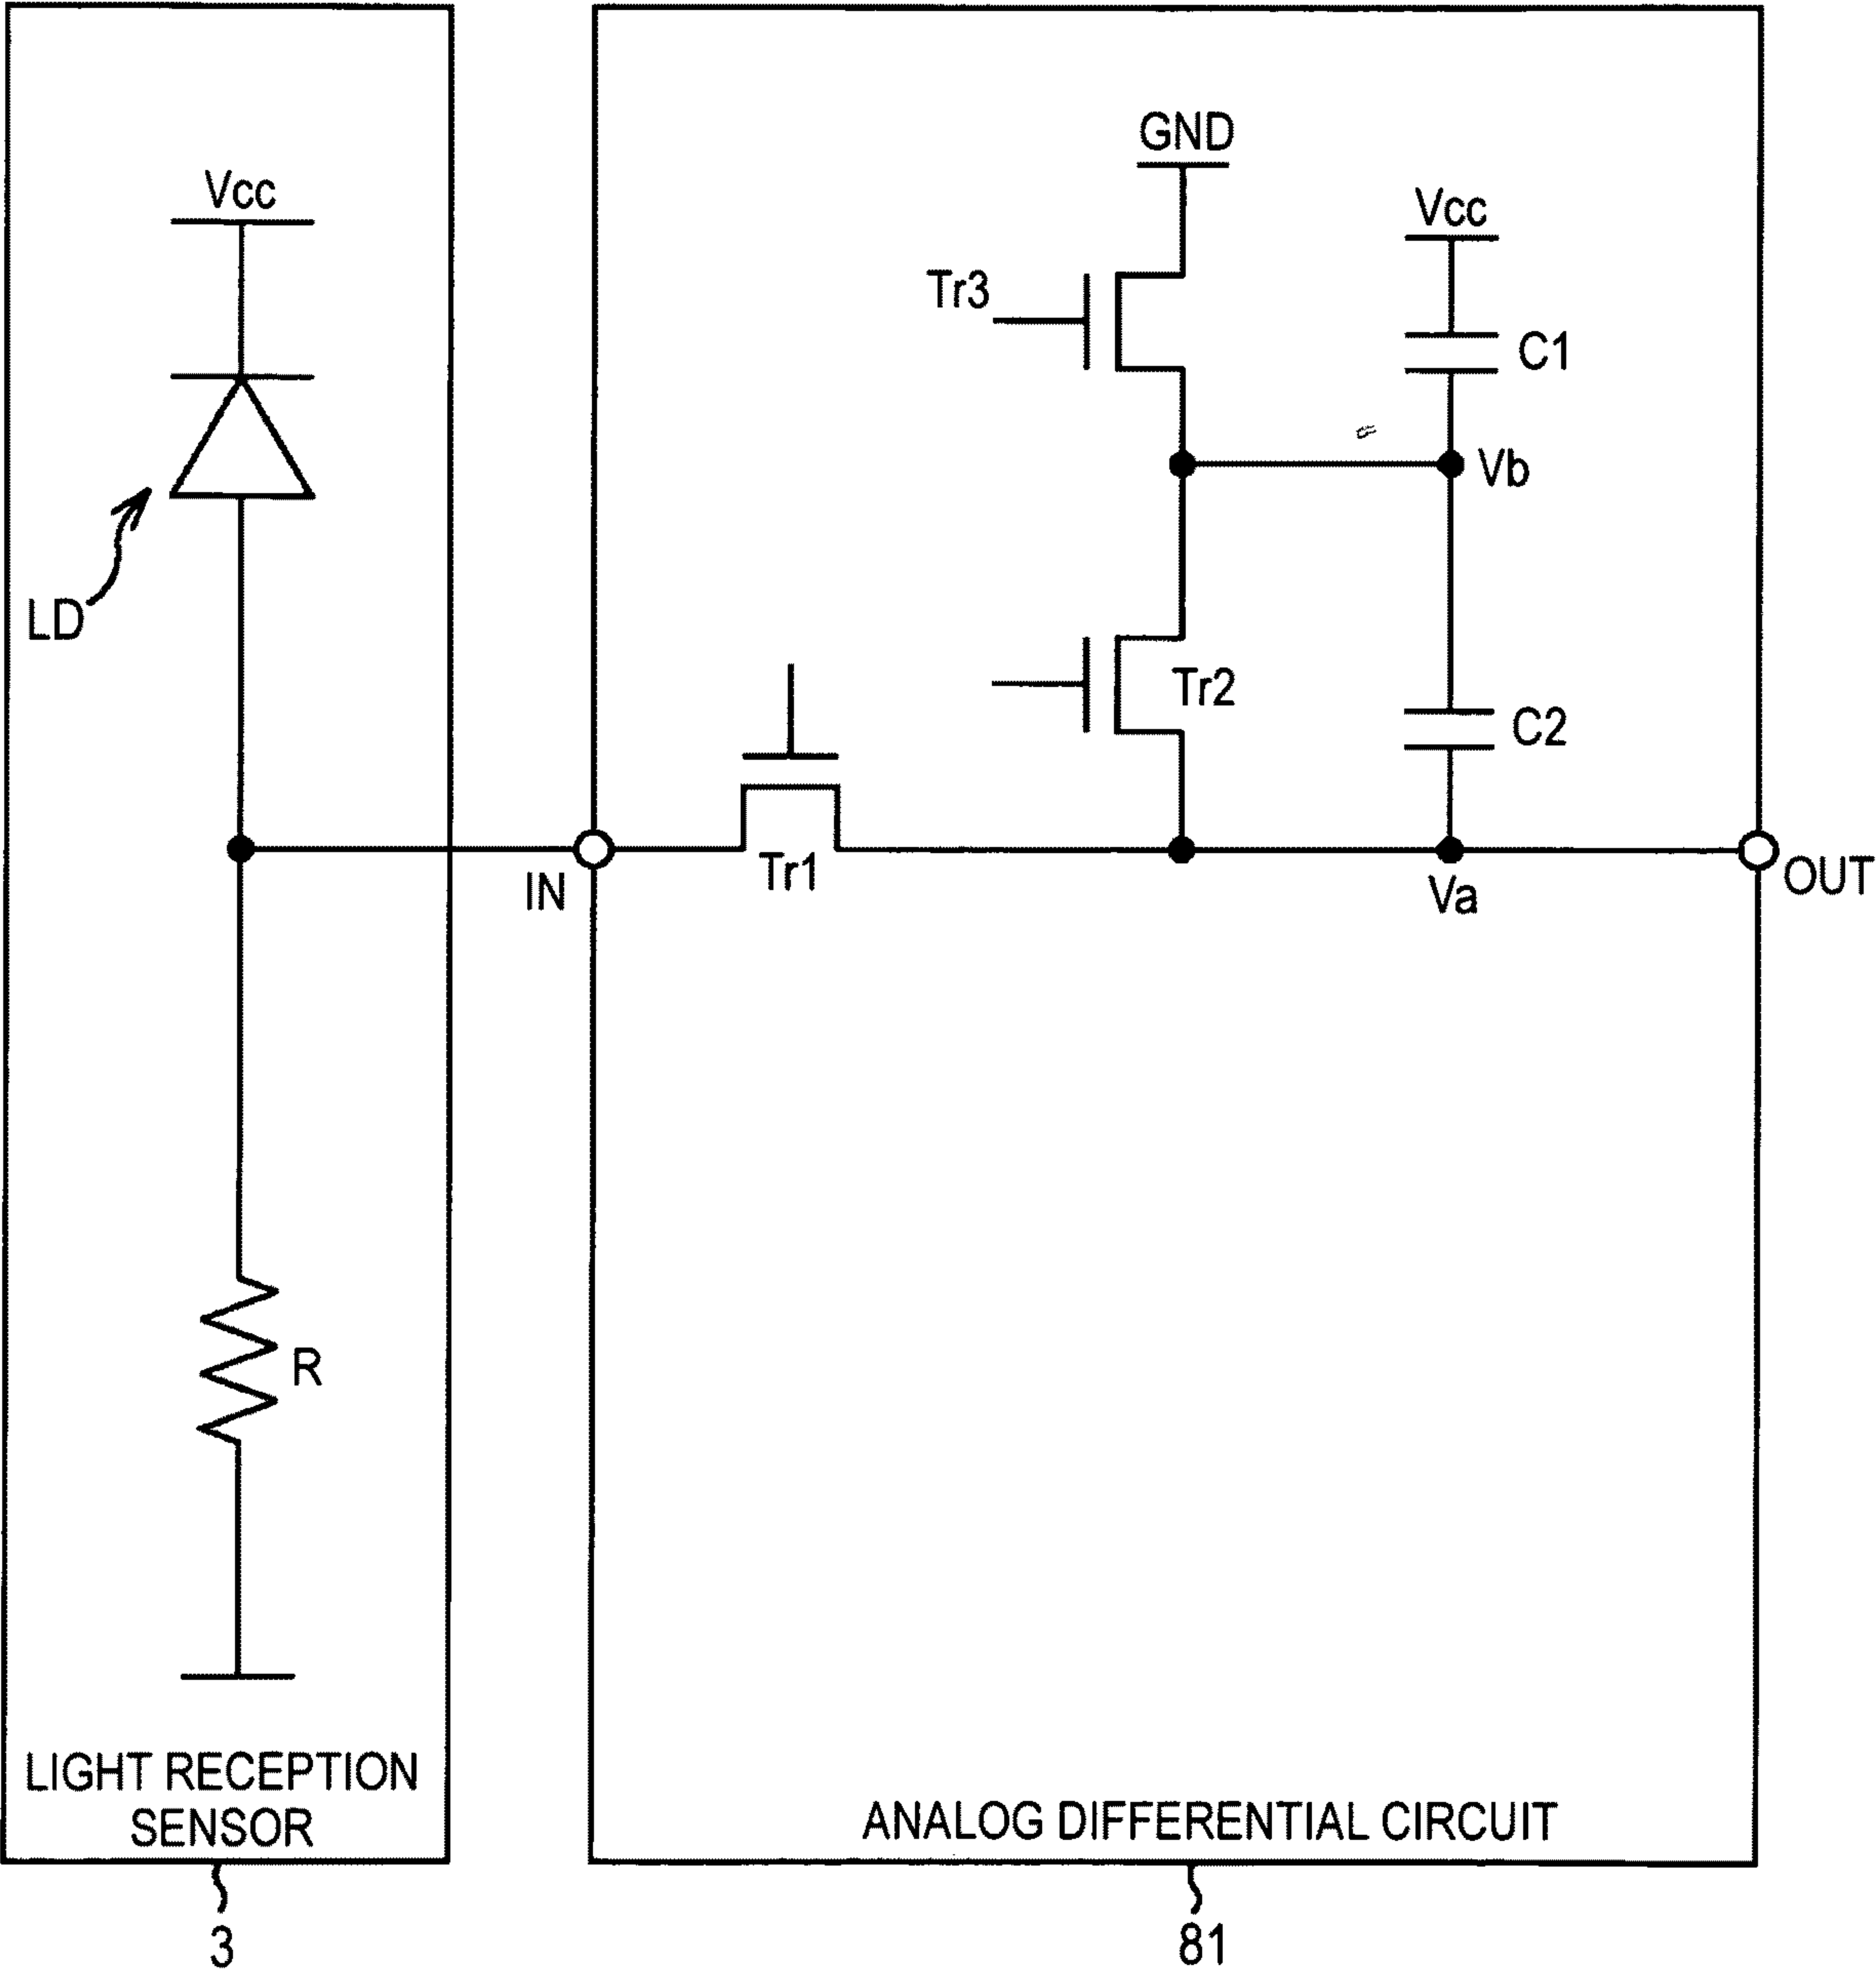 Vcc
LD
R
LIGHT RECEPTION
SENSOR
3
GND
Vcc
Tr3
C1
Vb
Tr2
C2
IN
Tr1
Va
OUT
ANALOG DIFFERENTIAL CIRCUIT
81